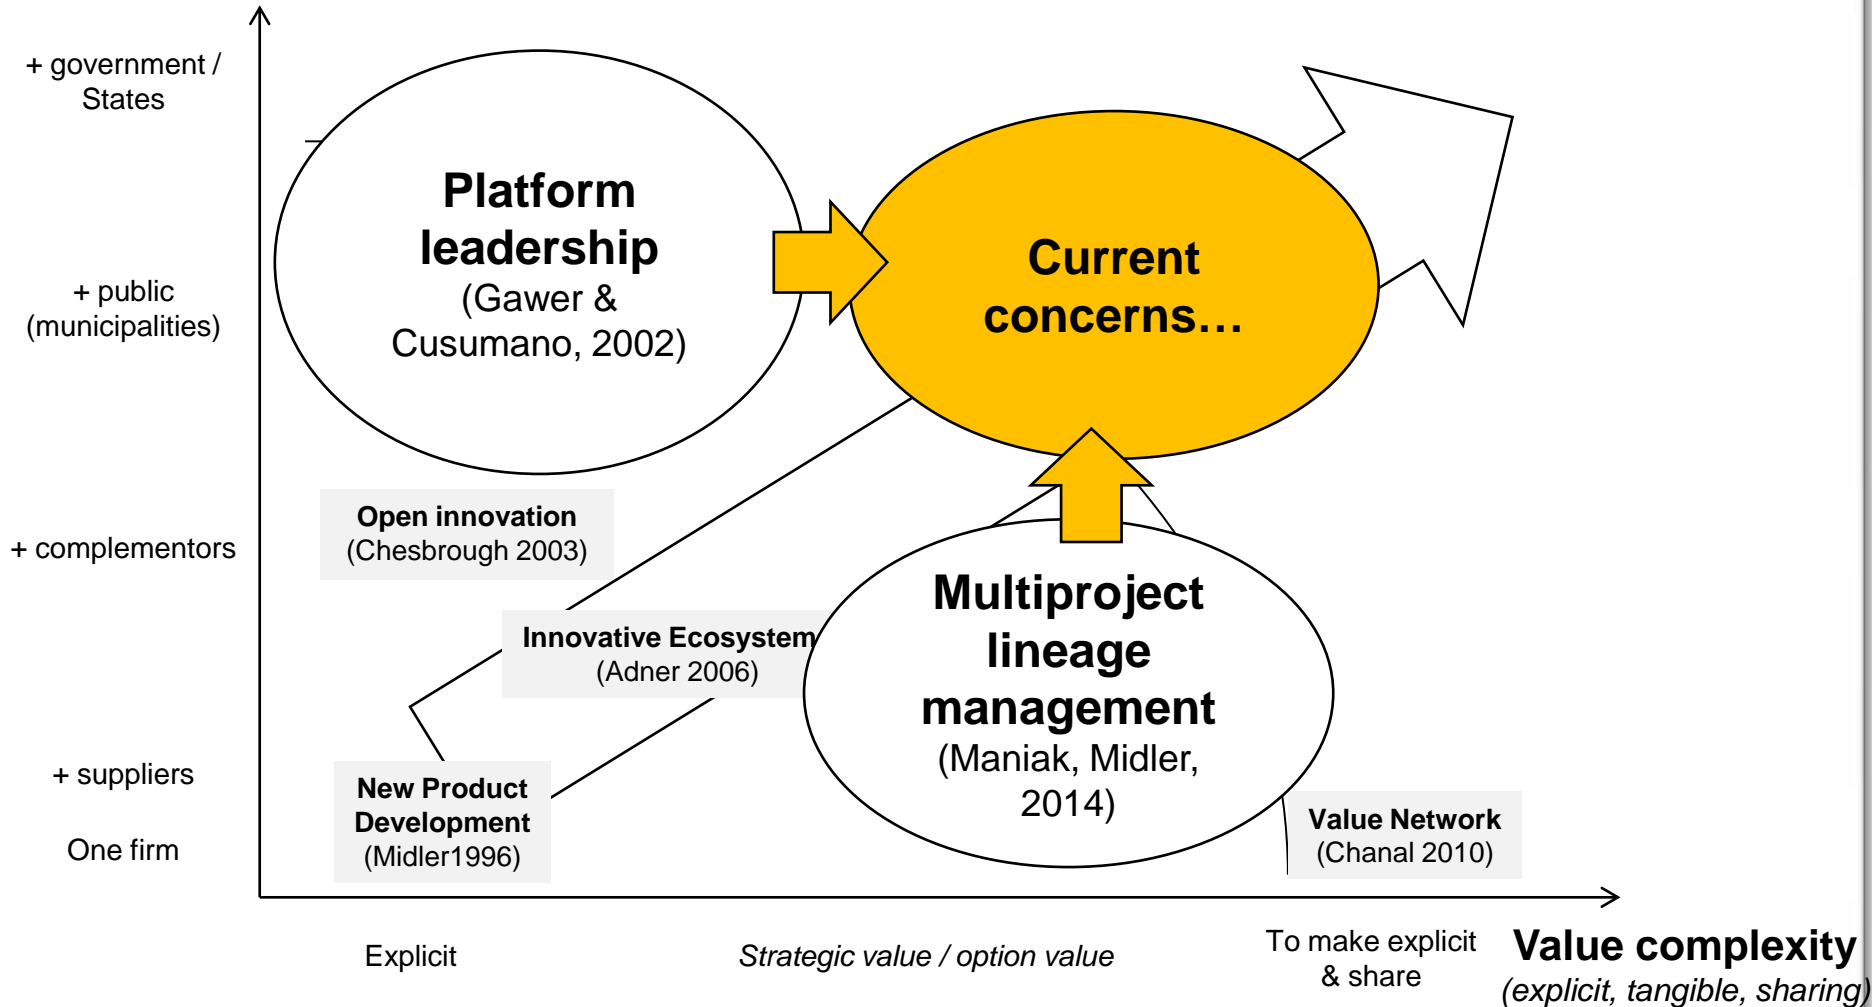 + government /
States
+ public
(municipalities)
+ complementors
+ suppliers
One firm
Platform
leadership
(Gawer &
Cusumano, 2002)
Current
concerns…
Open innovation
(Chesbrough 2003)
Innovative Ecosystem
(Adner 2006)
Multiproject
lineage
management
(Maniak, Midler,
2014)
New Product
Development
(Midler1996)
Value Network
(Chanal 2010)
Explicit
Strategic value / option value
To make explicit
& share
Value complexity
(explicit, tangible, sharing)